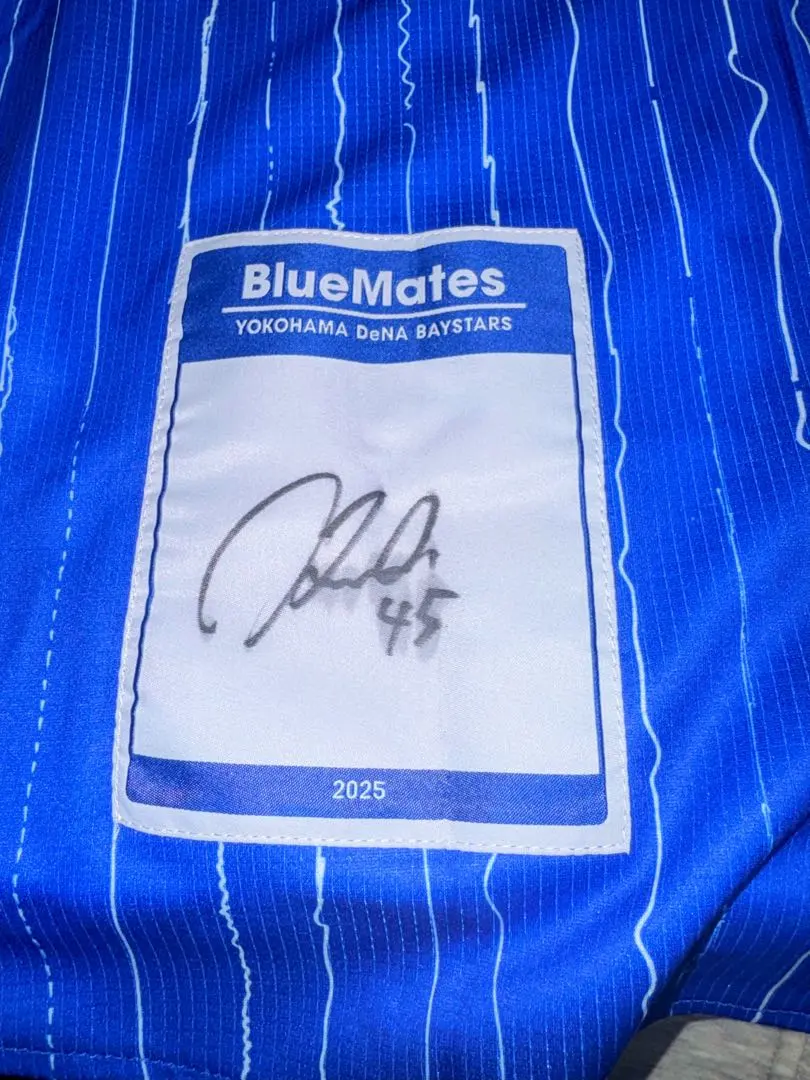 BlueMates
YOKOHAMA DeNA BAYSTARS
45
2025